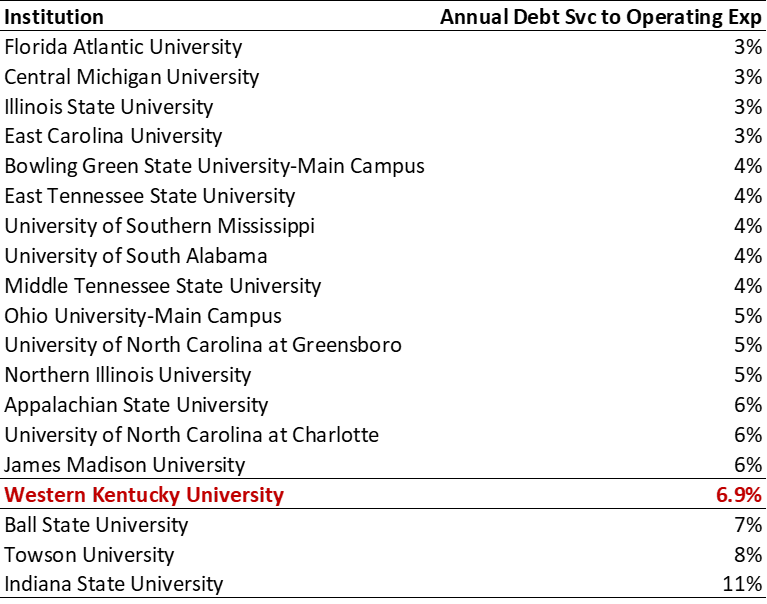 Institution Annual Debt Svc to Operating Exp
Florida Atlantic University 3%
Central Michigan University 3%
Illinois State University 3%
East Carolina University 3%
Bowling Green State University-Main Campus 4%
East Tennessee State University 4%
University of Southern Mississippi 4%
University of South Alabama 4%
Middle Tennessee State University 4%
Ohio University-Main Campus 5%
University of North Carolina at Greensboro 5%
Northern Illinois University 5%
Appalachian State University 6%
University of North Carolina at Charlotte 6%
James Madison University 6%
Western Kentucky University 6.9%
Ball State University 7%
Towson University 8%
Indiana State University 11%